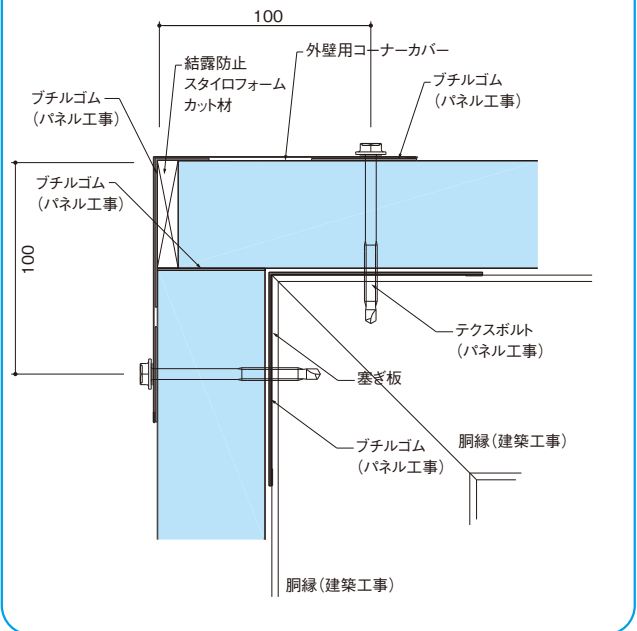 100
外壁用コーナーカバー
結露防止
スタイロフォーム
カット材
ブチルゴム
（パネル工事）
ブチルゴム
（パネル工事）
ブチルゴム
（パネル工事）
100
テクスボルト
（パネル工事）
塞ぎ板
胴縁（建築工事）
ブチルゴム
（パネル工事）
胴縁（建築工事）